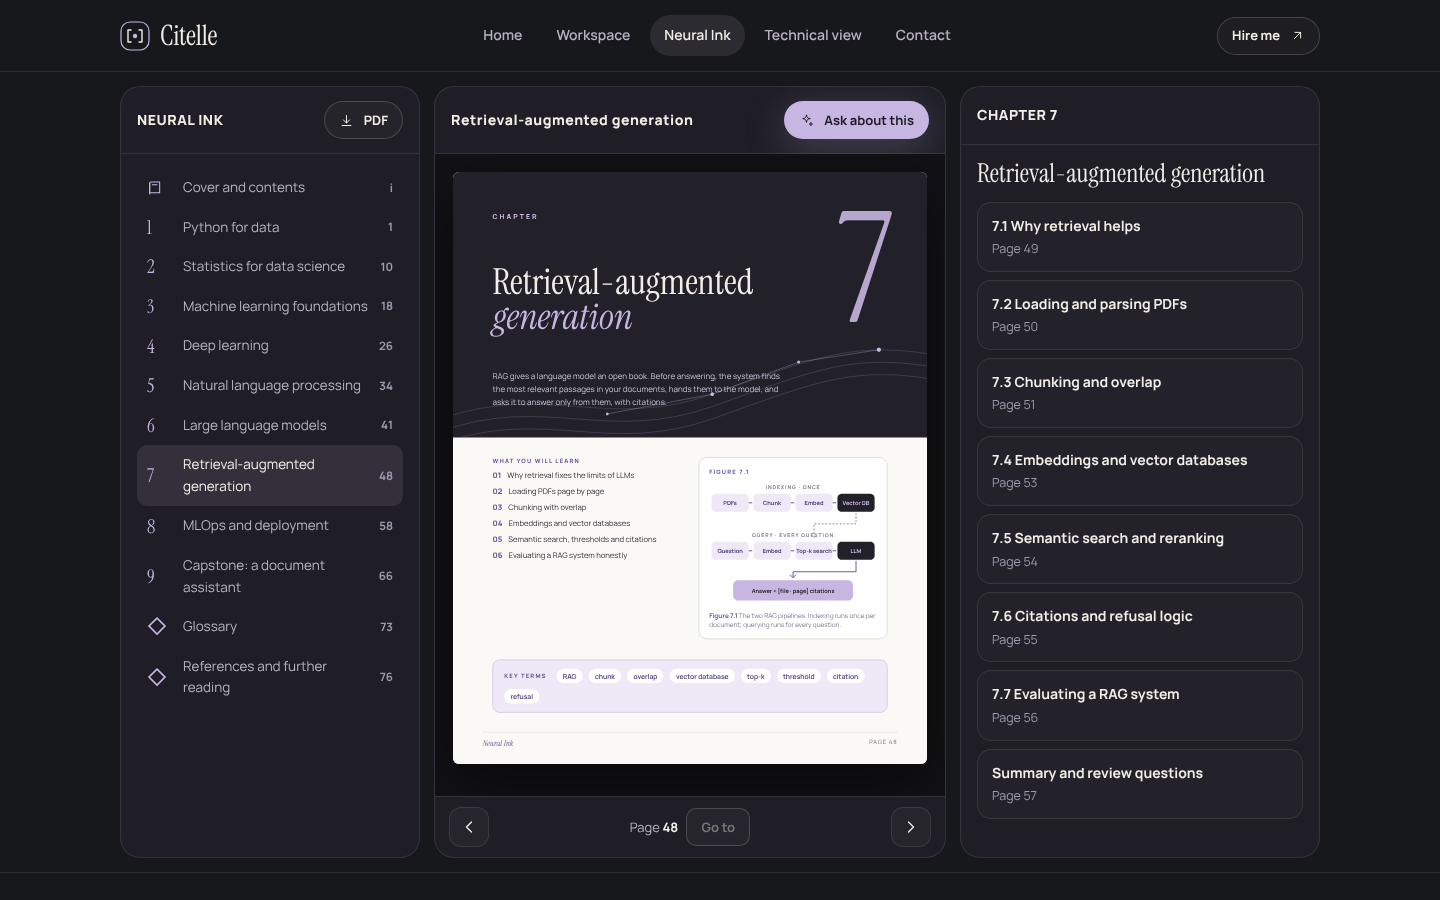 Citelle
Home
Workspace
Neural Ink
Technical view
Contact
Hire me
NEURAL INK
PDF
Cover and contents i
1 Python for data 1
2 Statistics for data science 10
3 Machine learning foundations 18
4 Deep learning 26
5 Natural language processing 34
6 Large language models 41
7 Retrieval-augmented
generation 48
8 MLOps and deployment 58
9 Capstone: a document
assistant 66
Glossary 73
References and further
reading 76
Retrieval-augmented generation
Ask about this
CHAPTER
7
Retrieval-augmented
generation
RAG gives a language model an open book. Before answering, the system finds
the most relevant passages in your documents, hands them to the model, and
asks it to answer only from them, with citations.
WHAT YOU WILL LEARN
01 Why retrieval fixes the limits of LLMs
02 Loading PDFs page by page
03 Chunking with overlap
04 Embeddings and vector databases
05 Semantic search, thresholds and citations
06 Evaluating a RAG system honestly
FIGURE 7.1
INDEXING · ONCE
PDFs Chunk Embed Vector DB
QUERY · EVERY QUESTION
Question Embed Top-k search LLM
Answer + [file · page] citations
Figure 7.1 The two RAG pipelines. Indexing runs once per
document; querying runs for every question.
KEY TERMS RAG chunk overlap vector database top-k threshold citation
refusal
Neural Ink
PAGE 48
Page 48
Go to
CHAPTER 7
Retrieval-augmented generation
7.1 Why retrieval helps
Page 49
7.2 Loading and parsing PDFs
Page 50
7.3 Chunking and overlap
Page 51
7.4 Embeddings and vector databases
Page 53
7.5 Semantic search and reranking
Page 54
7.6 Citations and refusal logic
Page 55
7.7 Evaluating a RAG system
Page 56
Summary and review questions
Page 57